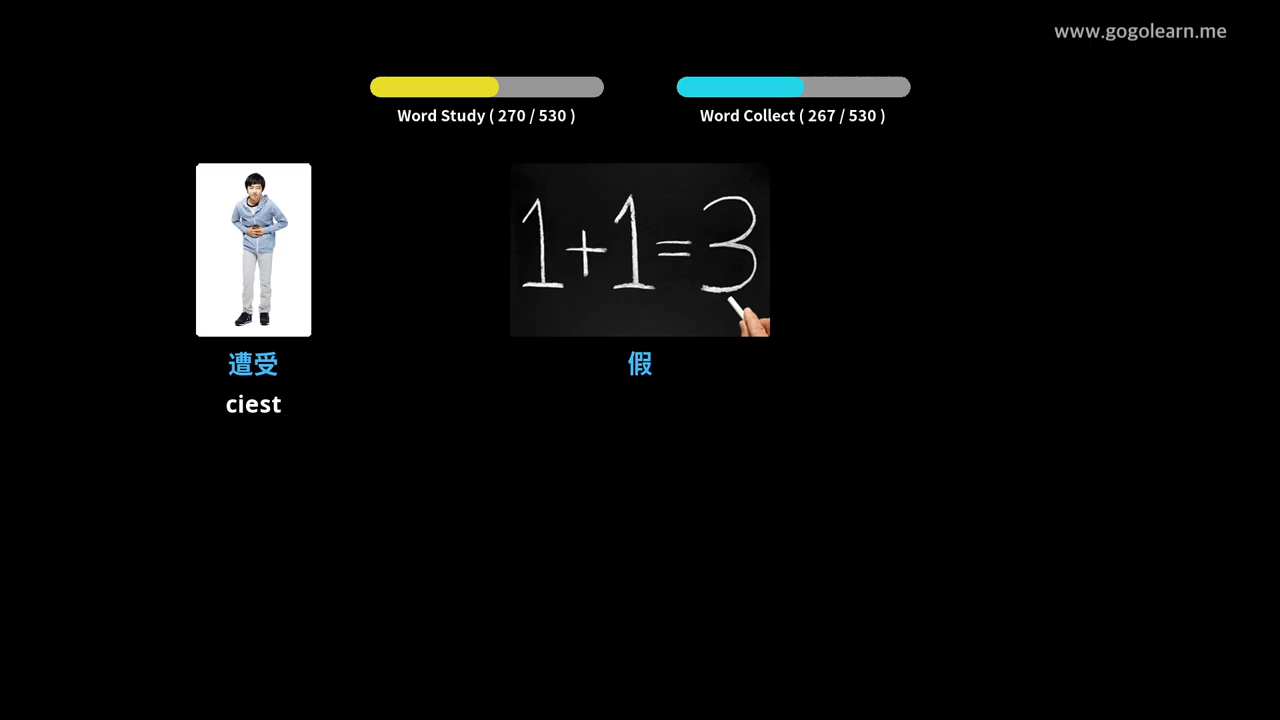 www.gogolearn.me
Word Study ( 270 / 530 )
Word Collect ( 267 / 530 )
1+1=3
遭受
假
ciest